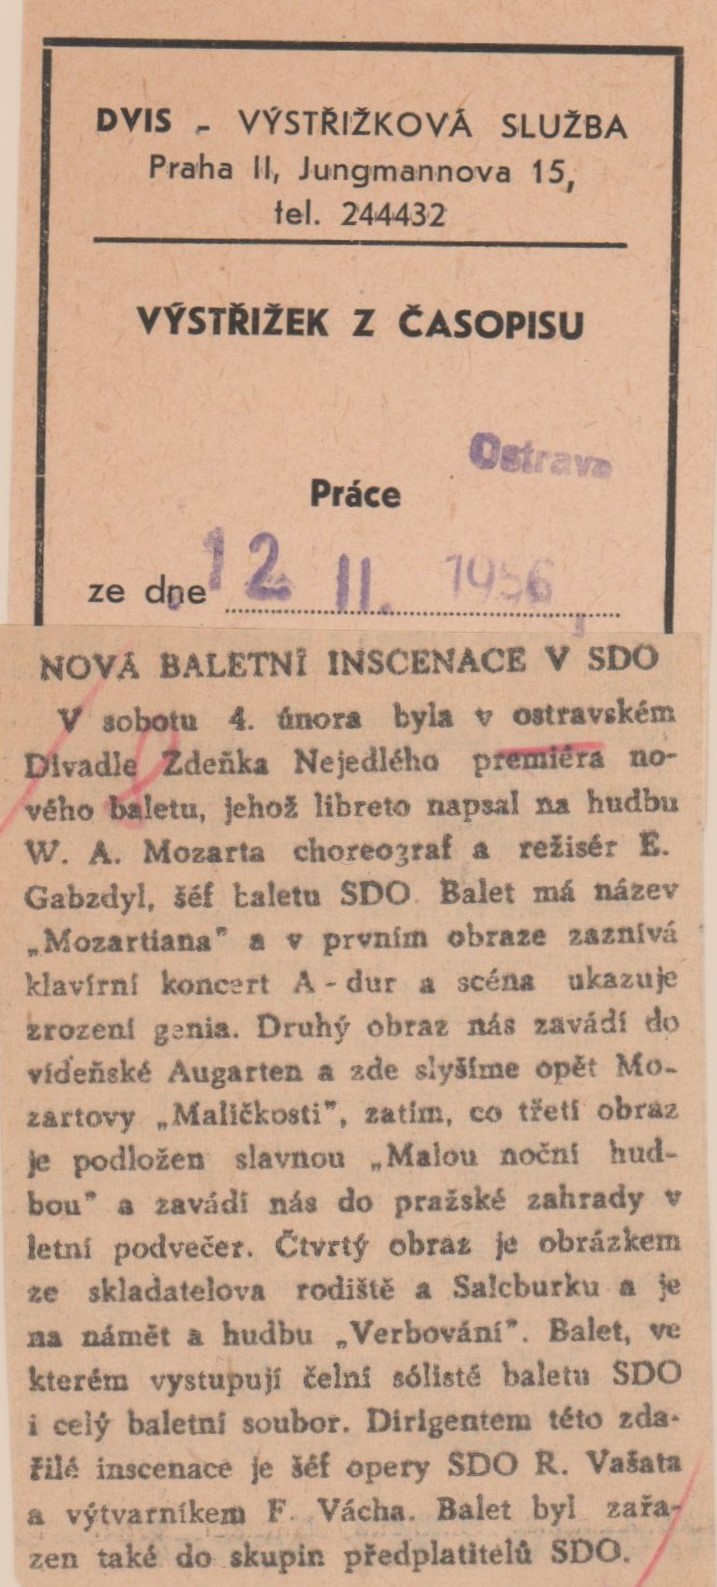 DVIS - VÝSTŘIŽKOVÁ SLUŽBA
Praha II, Jungmannova 15,
tel. 244432
VÝSTŘIŽEK Z ČASOPISU
Ostrava
Práce
ze dne 12. II. 1956
NOVÁ BALETNÍ INSCENACE V SDO
V sobotu 4. února byla v ostravském
Divadle Zdeňka Nejedlého premiéra no-
vého baletu, jehož libreto napsal na hudbu
W. A. Mozarta choreograf a režisér E.
Gabzdyl, šéf baletu SDO. Balet má název
„Mozartiana" a v prvním obraze zaznívá
klavírní koncert A - dur a scéna ukazuje
zrození genia. Druhý obraz nás zavádí do
vídeňské Augarten a zde slyšíme opět Mo-
zartovy „Maličkosti", zatím, co třetí obraz
je podložen slavnou „Malou noční hud-
bou" a zavádí nás do pražské zahrady v
letní podvečer. Čtvrtý obraz je obrázkem
ze skladatelova rodiště a Salcburku a je
na námět a hudbu „Verbování". Balet, ve
kterém vystupují čelní sólisté baletu SDO
i celý baletní soubor. Dirigentem této zda-
řilé inscenace je šéf opery SDO R. Vašata
a výtvarníkem F. Vácha. Balet byl zařa-
zen také do skupin předplatitelů SDO.